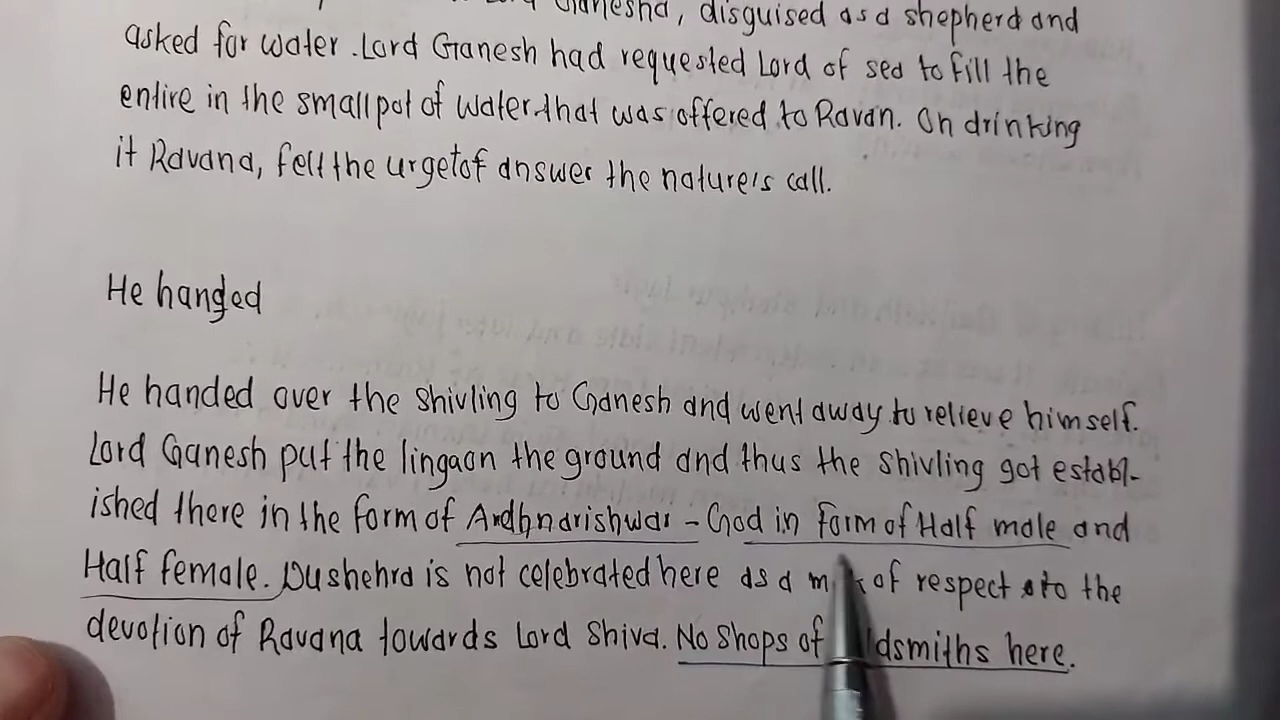 Ganesha, disguised as a shepherd and
asked for water. Lord Ganesh had requested Lord of sea to fill the
entire in the small pot of water that was offered to Ravan. On drinking
it Ravana, felt the urgetof answer the nature's call.
He hanged
He handed over the shivling to Ganesh and went away to relieve himself.
Lord Ganesh put the lingaon the ground and thus the shivling got establ-
ished there in the form of Ardhnarishwar - God in Form of Half male and
Half female. Dushehra is not celebrated here as a of respect to the
devotion of Ravana towards Lord Shiva. No shops of here.